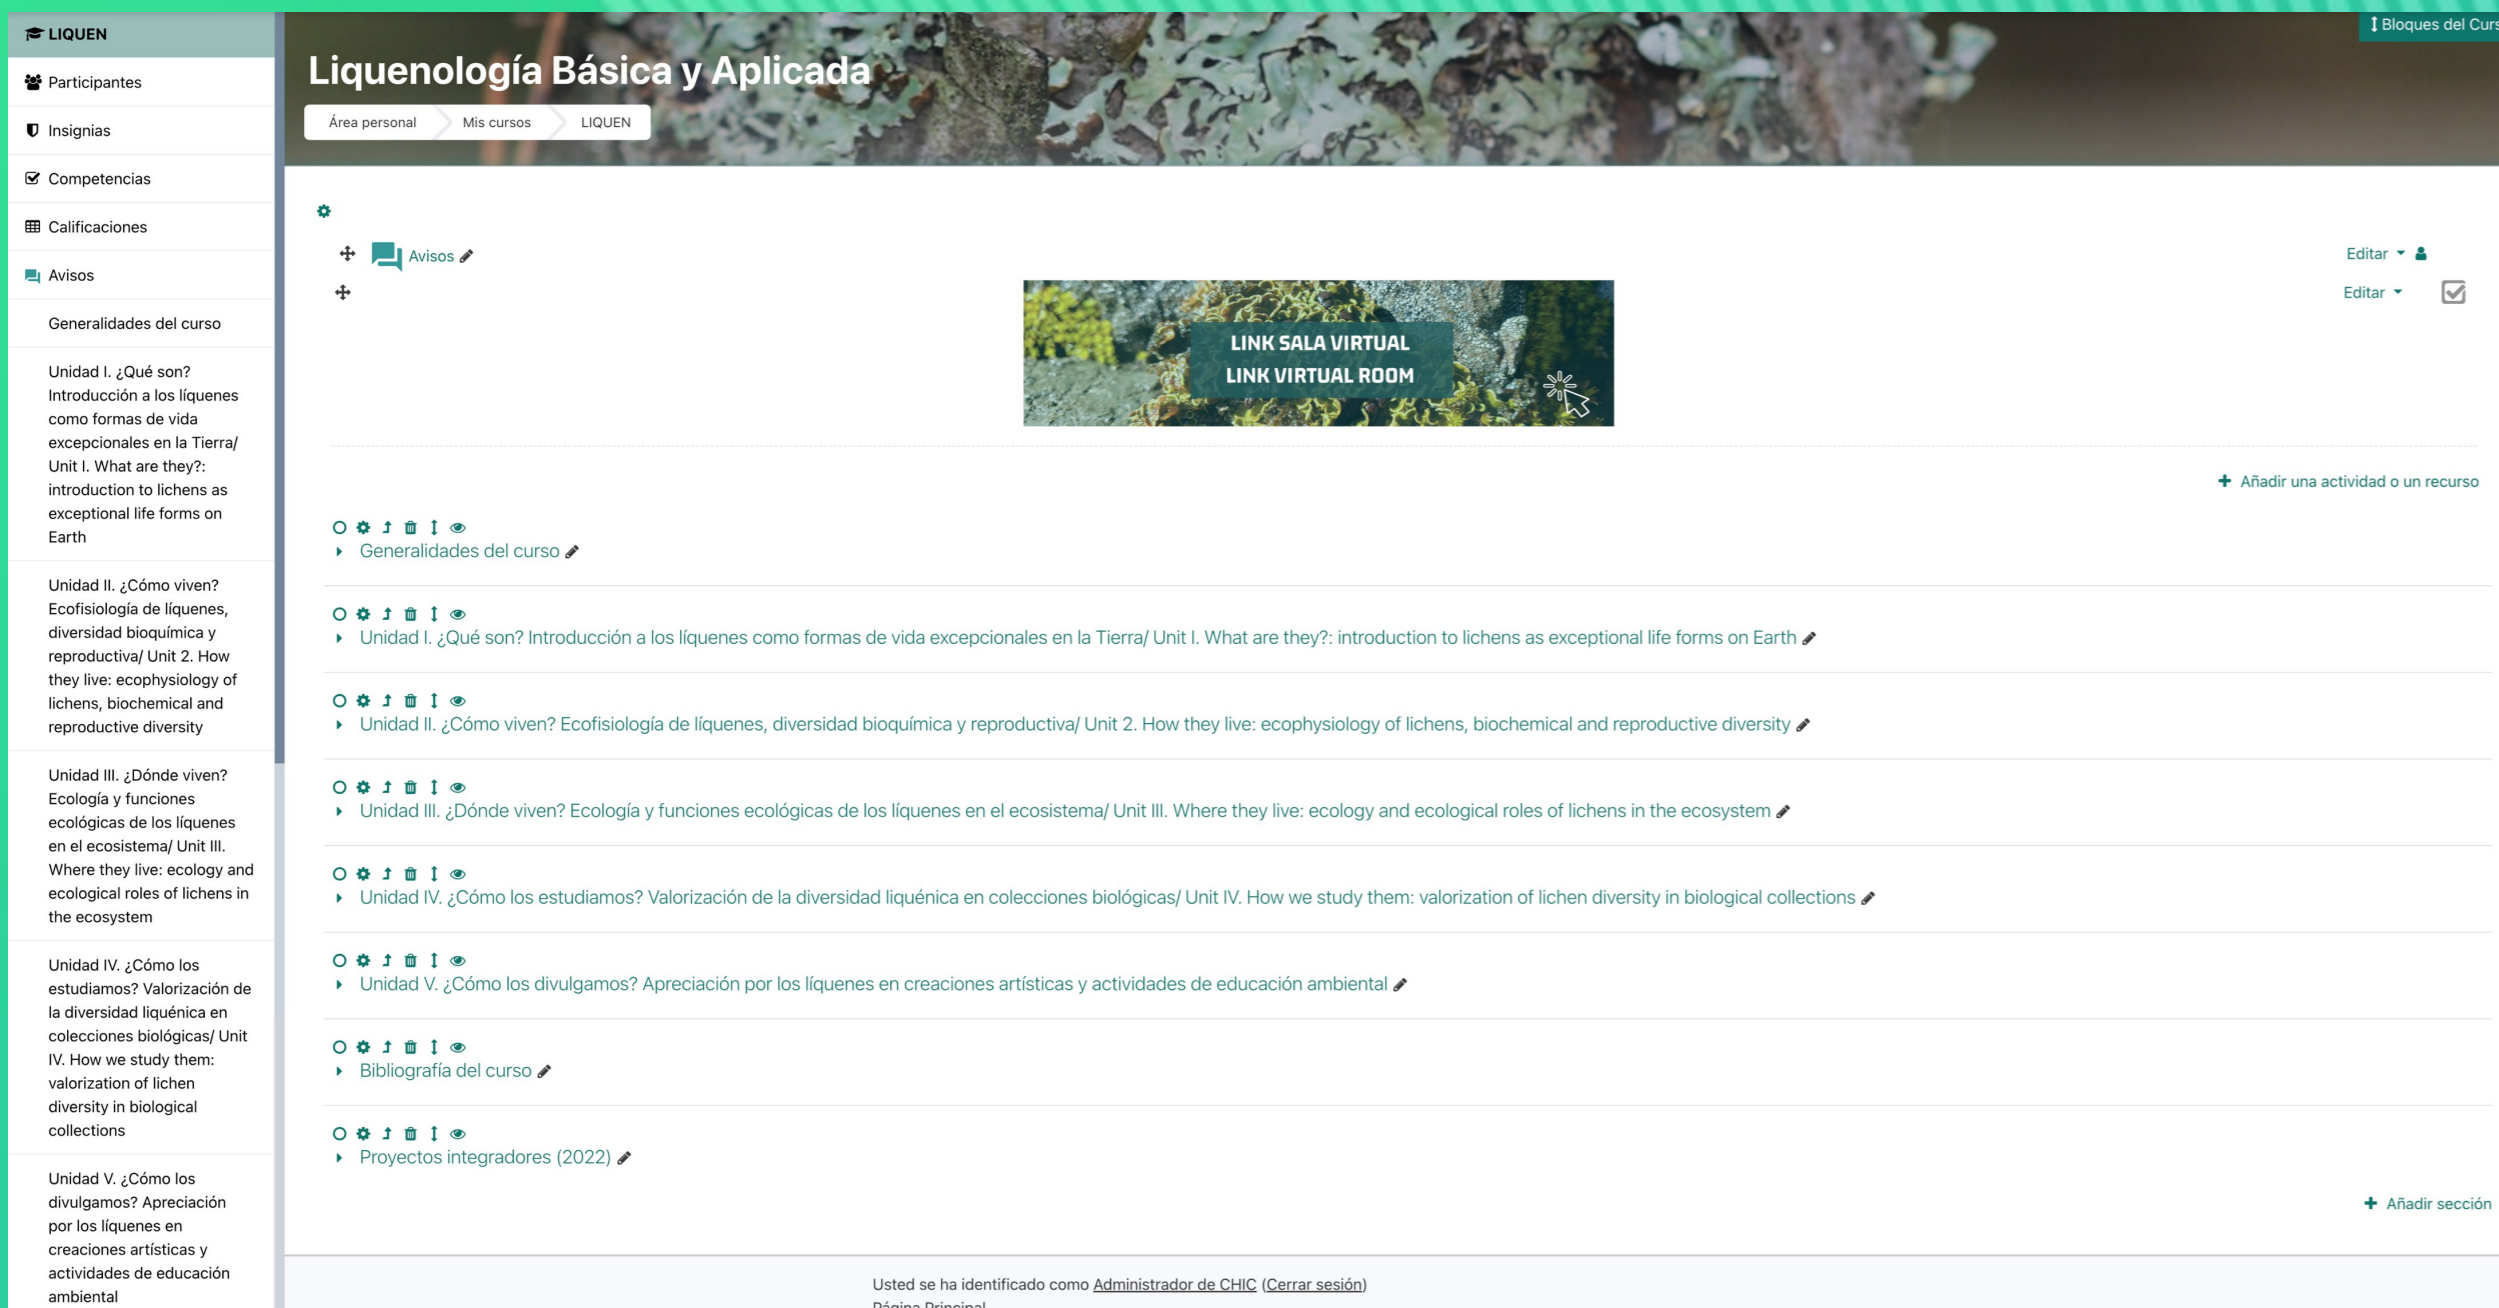 LIQUEN
Participantes
Insignias
Competencias
Calificaciones
Avisos
Generalidades del curso
Unidad I. ¿Qué son?
Introducción a los líquenes
como formas de vida
excepcionales en la Tierra/
Unit I. What are they?:
introduction to lichens as
exceptional life forms on
Earth
Unidad II. ¿Cómo viven?
Ecofisiología de líquenes,
diversidad bioquímica y
reproductiva/ Unit 2. How
they live: ecophysiology of
lichens, biochemical and
reproductive diversity
Unidad III. ¿Dónde viven?
Ecología y funciones
ecológicas de los líquenes
en el ecosistema/ Unit III.
Where they live: ecology and
ecological roles of lichens in
the ecosystem
Unidad IV. ¿Cómo los
estudiamos? Valorización de
la diversidad liquénica en
colecciones biológicas/ Unit
IV. How we study them:
valorization of lichen
diversity in biological
collections
Unidad V. ¿Cómo los
divulgamos? Apreciación
por los líquenes en
creaciones artísticas y
actividades de educación
ambiental
Bloques del Curs
Liquenología Básica y Aplicada
Área personal Mis cursos LIQUEN
Avisos Editar
Editar
LINK SALA VIRTUAL
LINK VIRTUAL ROOM
Añadir una actividad o un recurso
Generalidades del curso
Unidad I. ¿Qué son? Introducción a los líquenes como formas de vida excepcionales en la Tierra/ Unit I. What are they?: introduction to lichens as exceptional life forms on Earth
Unidad II. ¿Cómo viven? Ecofisiología de líquenes, diversidad bioquímica y reproductiva/ Unit 2. How they live: ecophysiology of lichens, biochemical and reproductive diversity
Unidad III. ¿Dónde viven? Ecología y funciones ecológicas de los líquenes en el ecosistema/ Unit III. Where they live: ecology and ecological roles of lichens in the ecosystem
Unidad IV. ¿Cómo los estudiamos? Valorización de la diversidad liquénica en colecciones biológicas/ Unit IV. How we study them: valorization of lichen diversity in biological collections
Unidad V. ¿Cómo los divulgamos? Apreciación por los líquenes en creaciones artísticas y actividades de educación ambiental
Bibliografía del curso
Proyectos integradores (2022)
Añadir sección
Usted se ha identificado como Administrador de CHIC (Cerrar sesión)
Página Principal